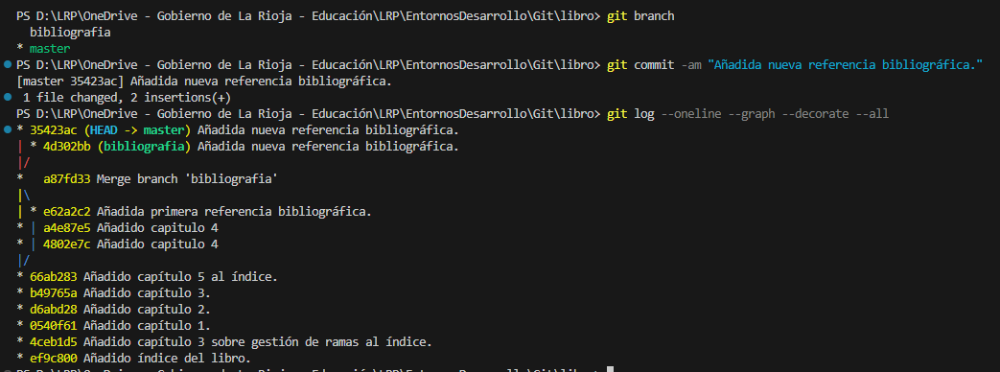 PS D:\LRP\OneDrive - Gobierno de La Rioja - Educación\LRP\EntornosDesarrollo\Git\libro> git branch
  bibliografia
* master
PS D:\LRP\OneDrive - Gobierno de La Rioja - Educación\LRP\EntornosDesarrollo\Git\libro> git commit -am "Añadida nueva referencia bibliográfica."
[master 35423ac] Añadida nueva referencia bibliográfica.
 1 file changed, 2 insertions(+)
PS D:\LRP\OneDrive - Gobierno de La Rioja - Educación\LRP\EntornosDesarrollo\Git\libro> git log --oneline --graph --decorate --all
* 35423ac (HEAD -> master) Añadida nueva referencia bibliográfica.
| * 4d302bb (bibliografia) Añadida nueva referencia bibliográfica.
|/
*   a87fd33 Merge branch 'bibliografia'
|\
| * e62a2c2 Añadida primera referencia bibliográfica.
* | a4e87e5 Añadido capitulo 4
* | 4802e7c Añadido capitulo 4
|/
* 66ab283 Añadido capítulo 5 al índice.
* b49765a Añadido capítulo 3.
* d6abd28 Añadido capítulo 2.
* 0540f61 Añadido capítulo 1.
* 4ceb1d5 Añadido capítulo 3 sobre gestión de ramas al índice.
* ef9c800 Añadido índice del libro.
PS D:\LRP\OneDrive - Gobierno de La Rioja - Educación\LRP\EntornosDesarrollo\Git\libro>